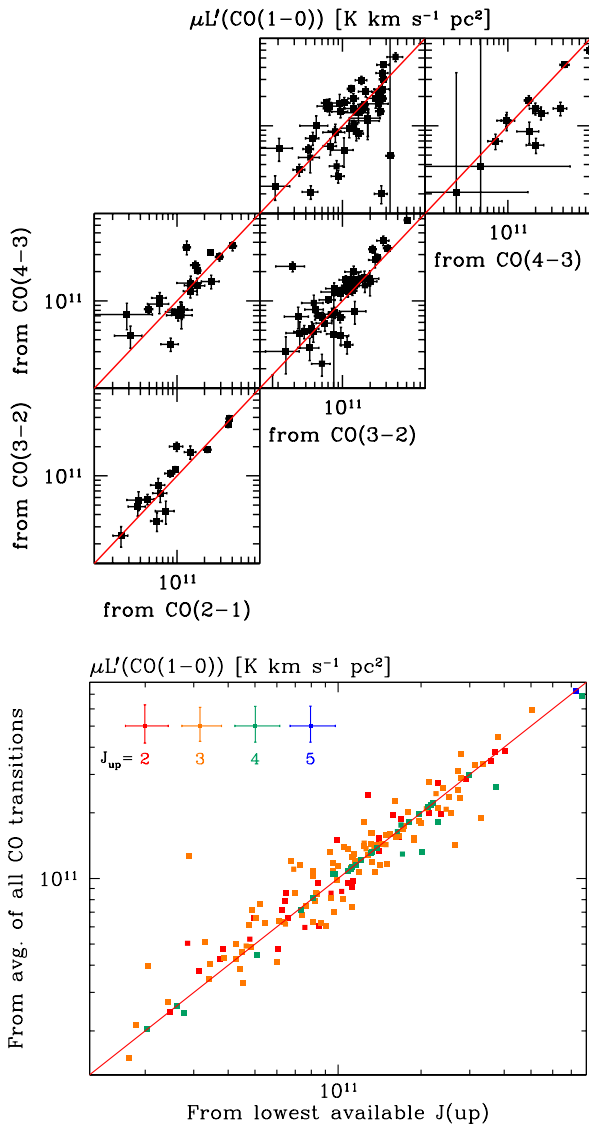 μL′(CO(1−0)) [K km s⁻¹ pc²]
10¹¹
from CO(4−3)
from CO(4−3)
10¹¹
10¹¹
from CO(3−2)
from CO(3−2)
10¹¹
10¹¹
from CO(2−1)
μL′(CO(1−0)) [K km s⁻¹ pc²]
J_up= 2 3 4 5
From avg. of all CO transitions
10¹¹
10¹¹
From lowest available J(up)